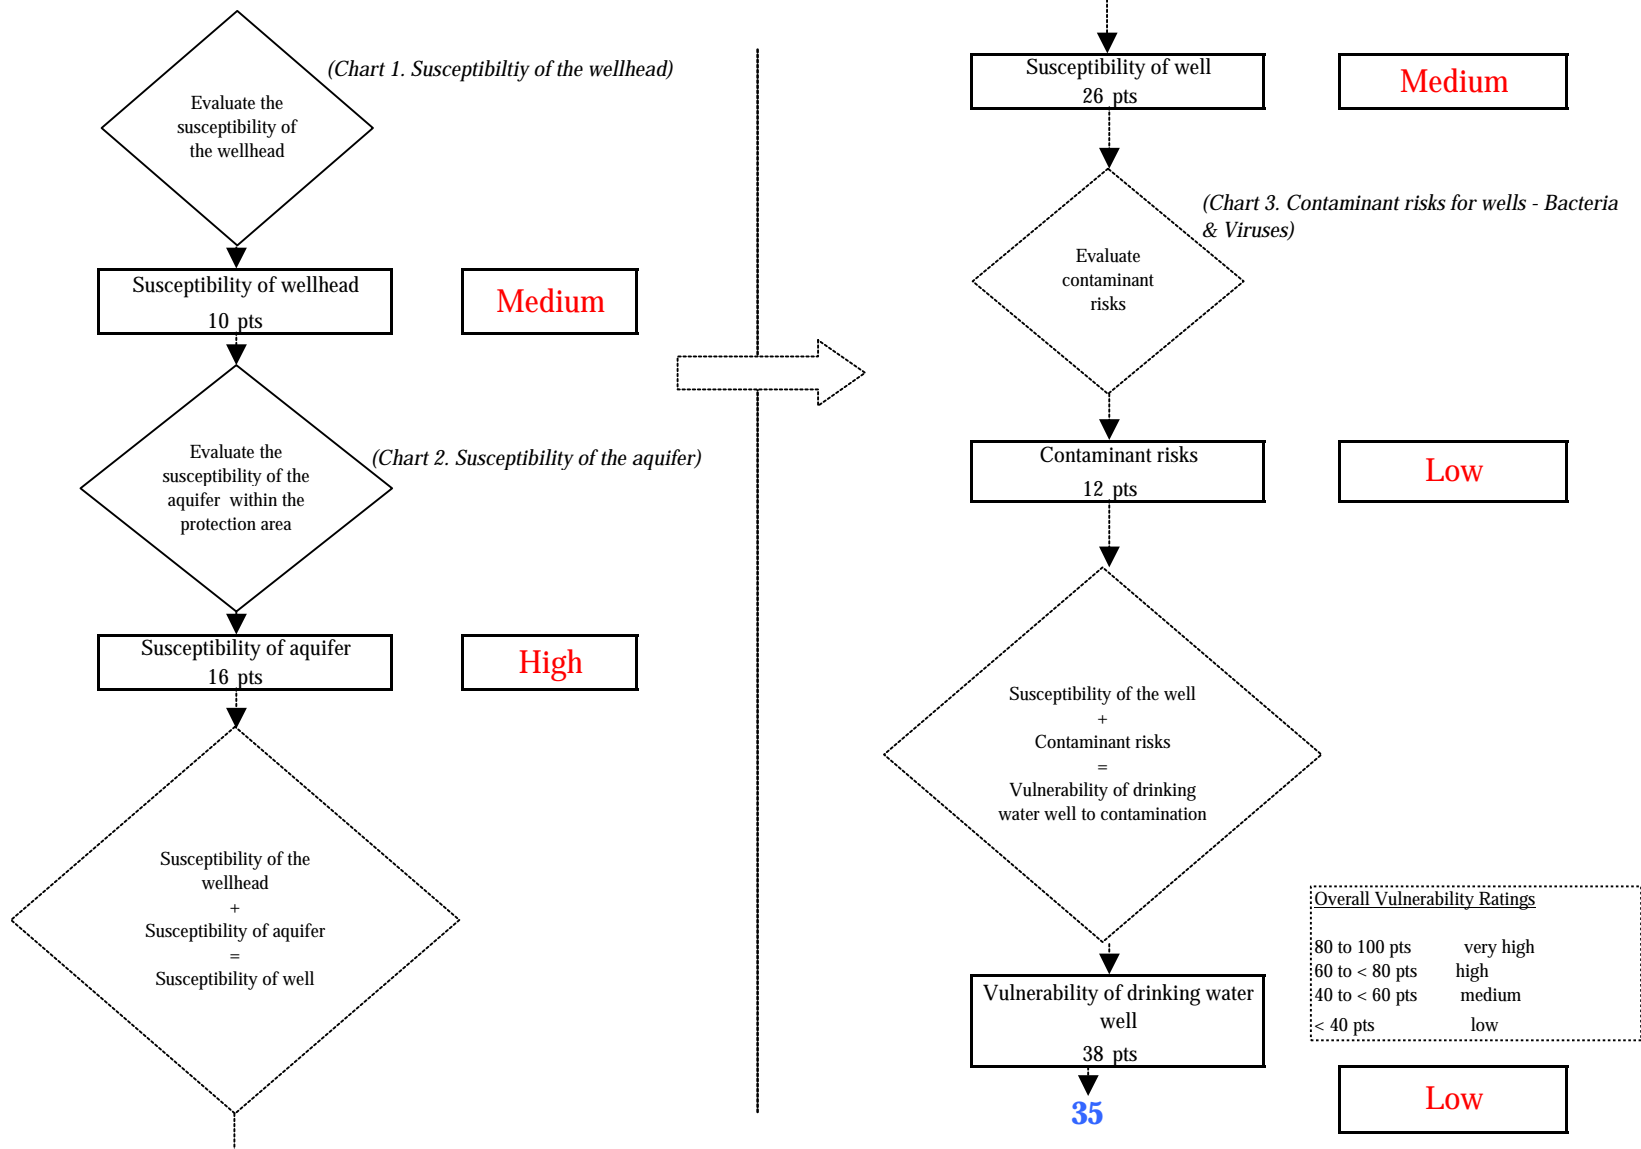 (Chart 1. Susceptibiltiy of the wellhead)
Evaluate the
susceptibility of
the wellhead
Susceptibility of wellhead
10 pts
Medium
Evaluate the
susceptibility of the
aquifer within the
protection area
(Chart 2. Susceptibility of the aquifer)
Susceptibility of aquifer
16 pts
High
Susceptibility of the
wellhead
+
Susceptibility of aquifer
=
Susceptibility of well
Susceptibility of well
26 pts
Medium
(Chart 3. Contaminant risks for wells - Bacteria
& Viruses)
Evaluate
contaminant
risks
Contaminant risks
12 pts
Low
Susceptibility of the well
+
Contaminant risks
=
Vulnerability of drinking
water well to contamination
Overall Vulnerability Ratings
80 to 100 pts very high
60 to < 80 pts high
40 to < 60 pts medium
< 40 pts low
Vulnerability of drinking water
well
38 pts
35
Low